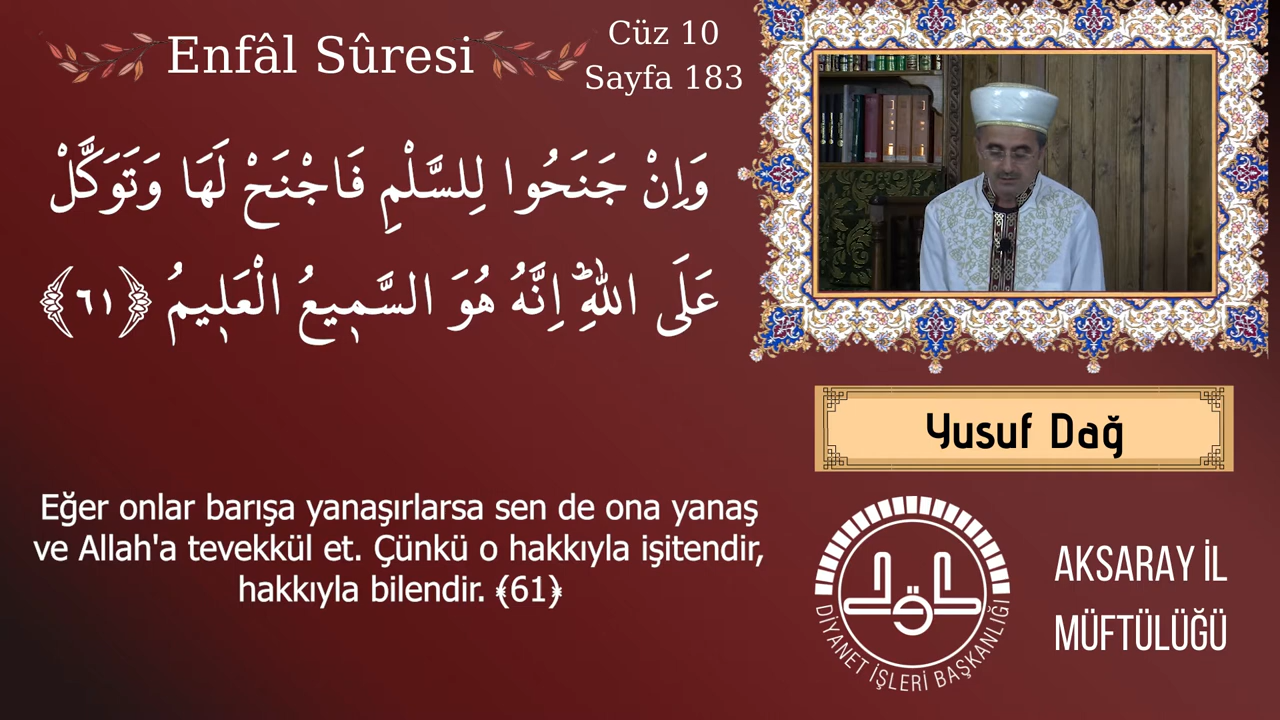 Enfâl Sûresi
Cüz 10
Sayfa 183
وَاِنْ جَنَحُوا لِلسَّلْمِ فَاجْنَحْ لَهَا وَتَوَكَّلْ
عَلَى اللّٰهِۜ اِنَّهُ هُوَ السَّمٖيعُ الْعَلٖيمُ ﴿٦١﴾
Eğer onlar barışa yanaşırlarsa sen de ona yanaş
ve Allah'a tevekkül et. Çünkü o hakkıyla işitendir,
hakkıyla bilendir. ﴾61﴿
Yusuf Dağ
DİYANET İŞLERİ BAŞKANLIĞI
AKSARAY İL
MÜFTÜLÜĞÜ